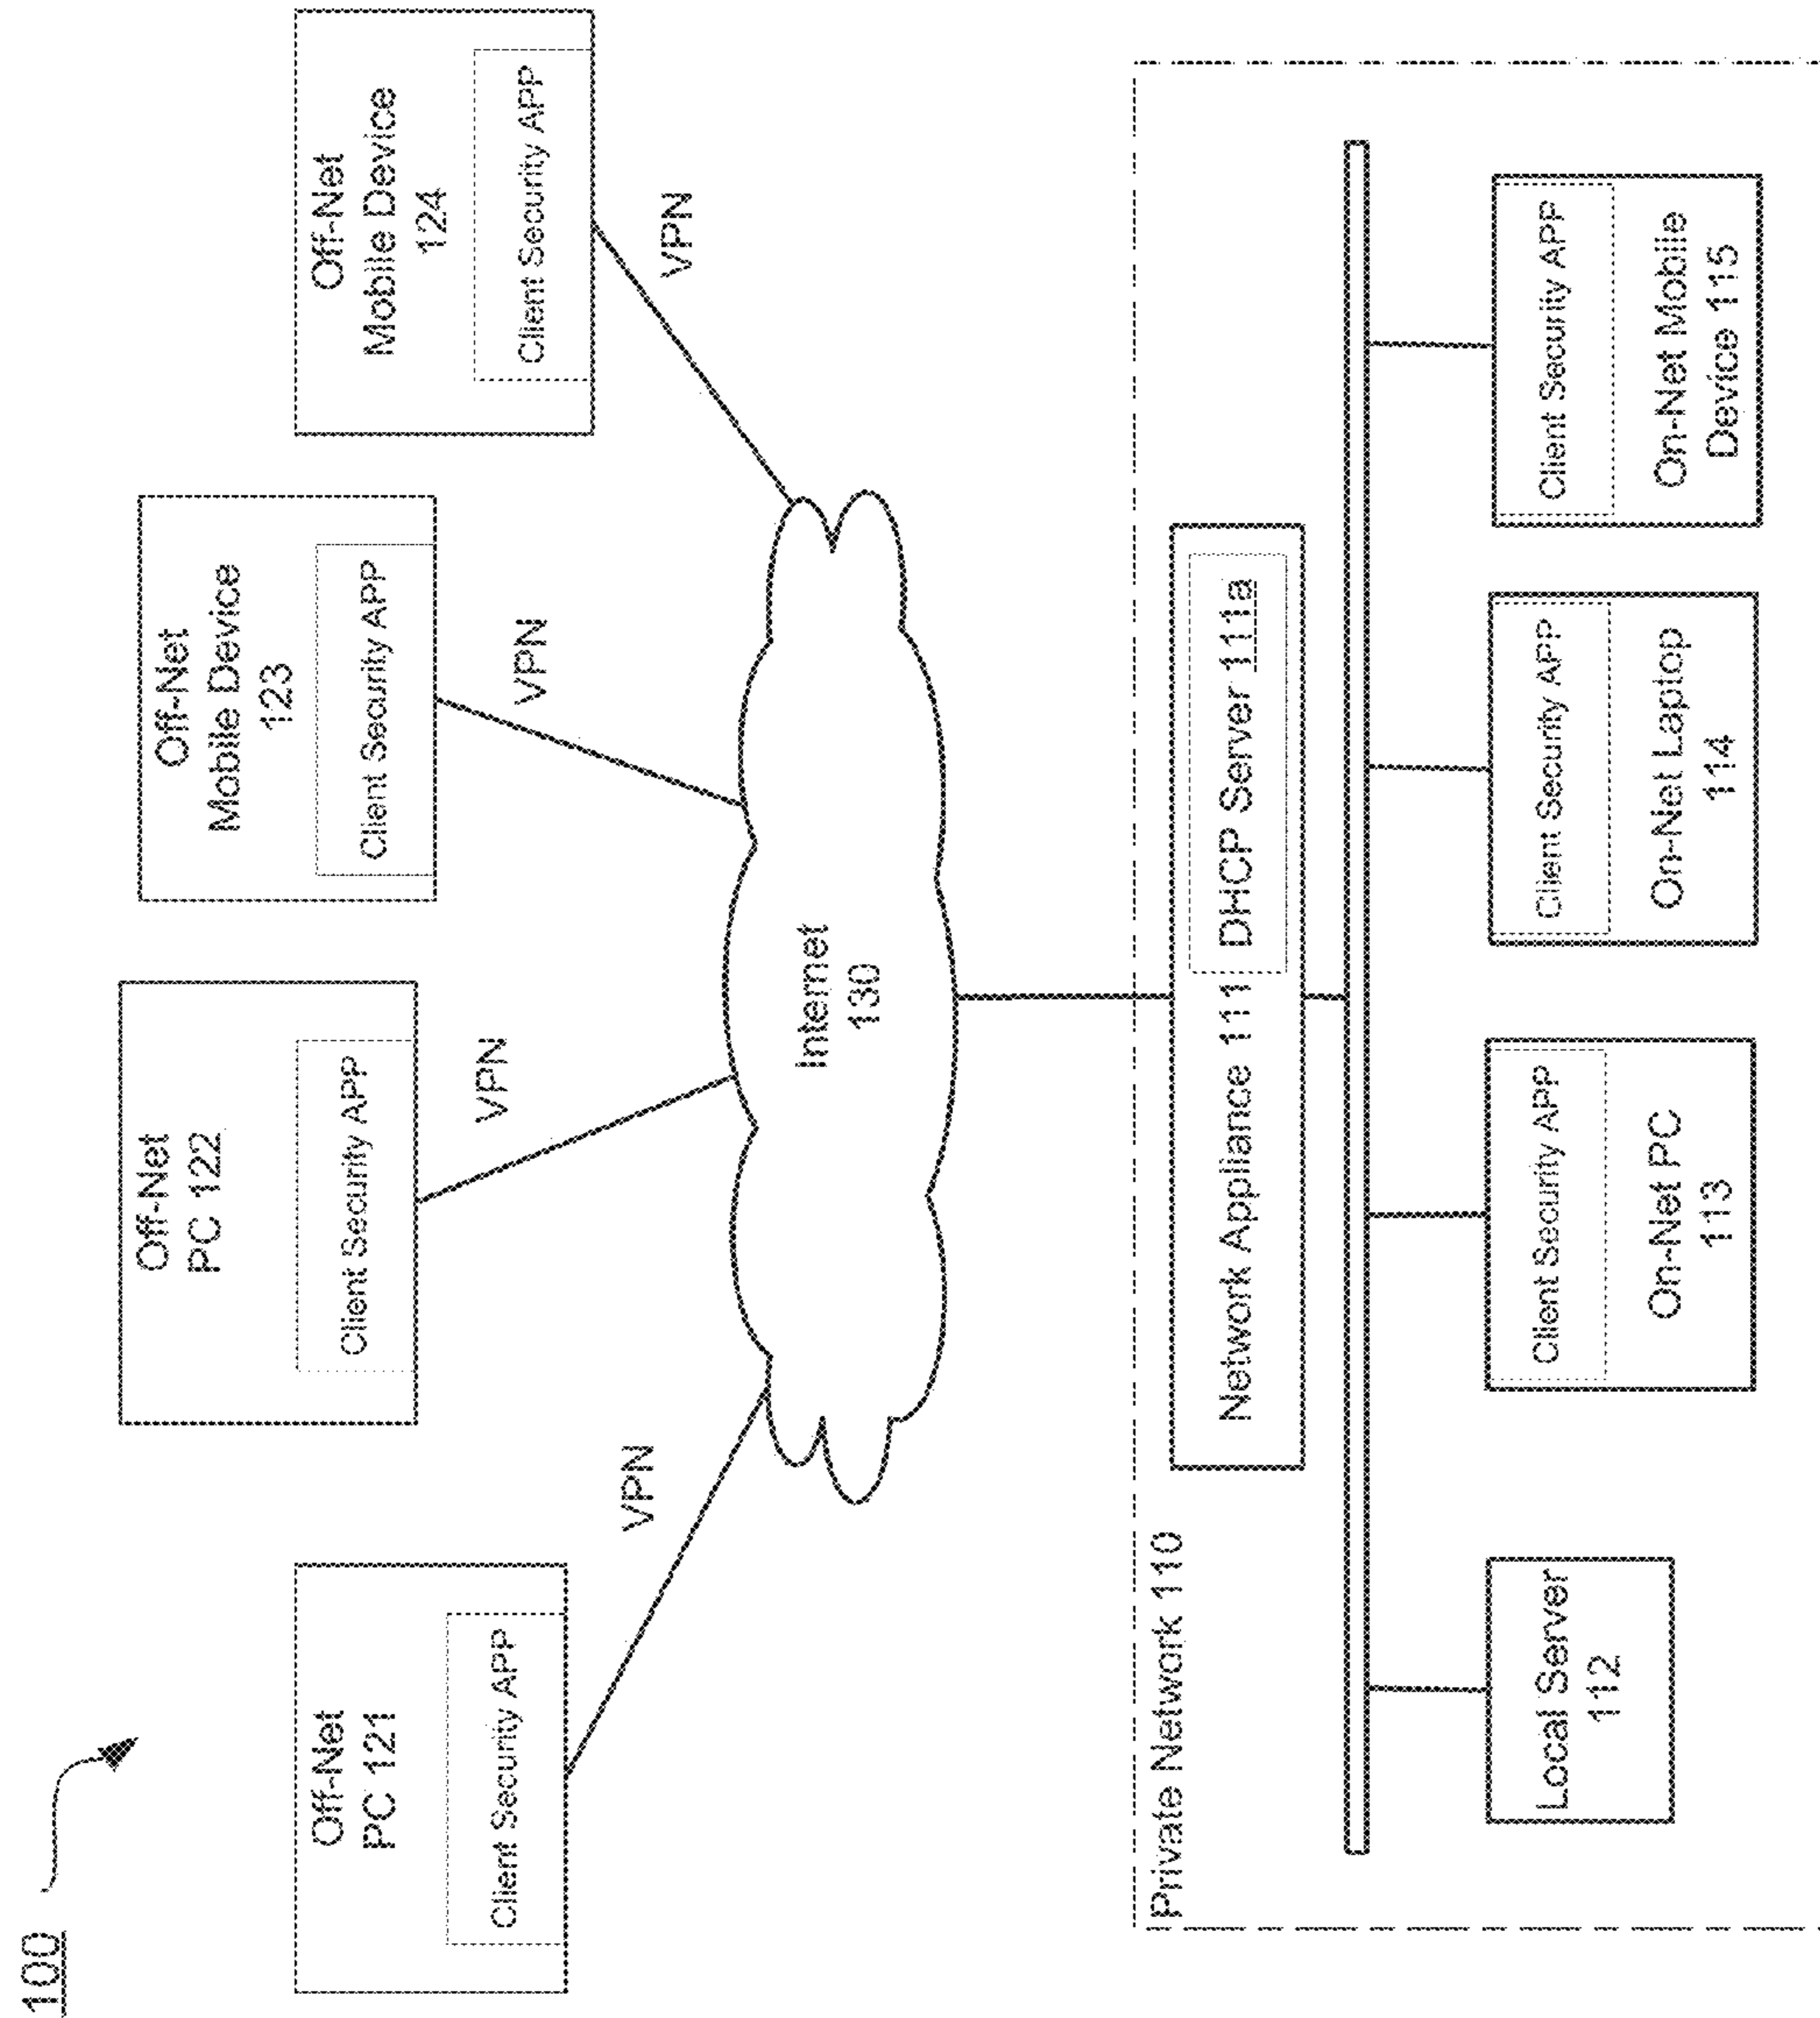 100
Off-Net
PC 121
Client Security APP
VPN
Off-Net
PC 122
Client Security APP
VPN
Off-Net
Mobile Device
123
Client Security APP
VPN
Off-Net
Mobile Device
124
Client Security APP
VPN
Internet
130
Private Network 110
Network Appliance 111 DHCP Server 111a
Local Server
112
Client Security APP
On-Net PC
113
Client Security APP
On-Net Laptop
114
Client Security APP
On-Net Mobile
Device 115